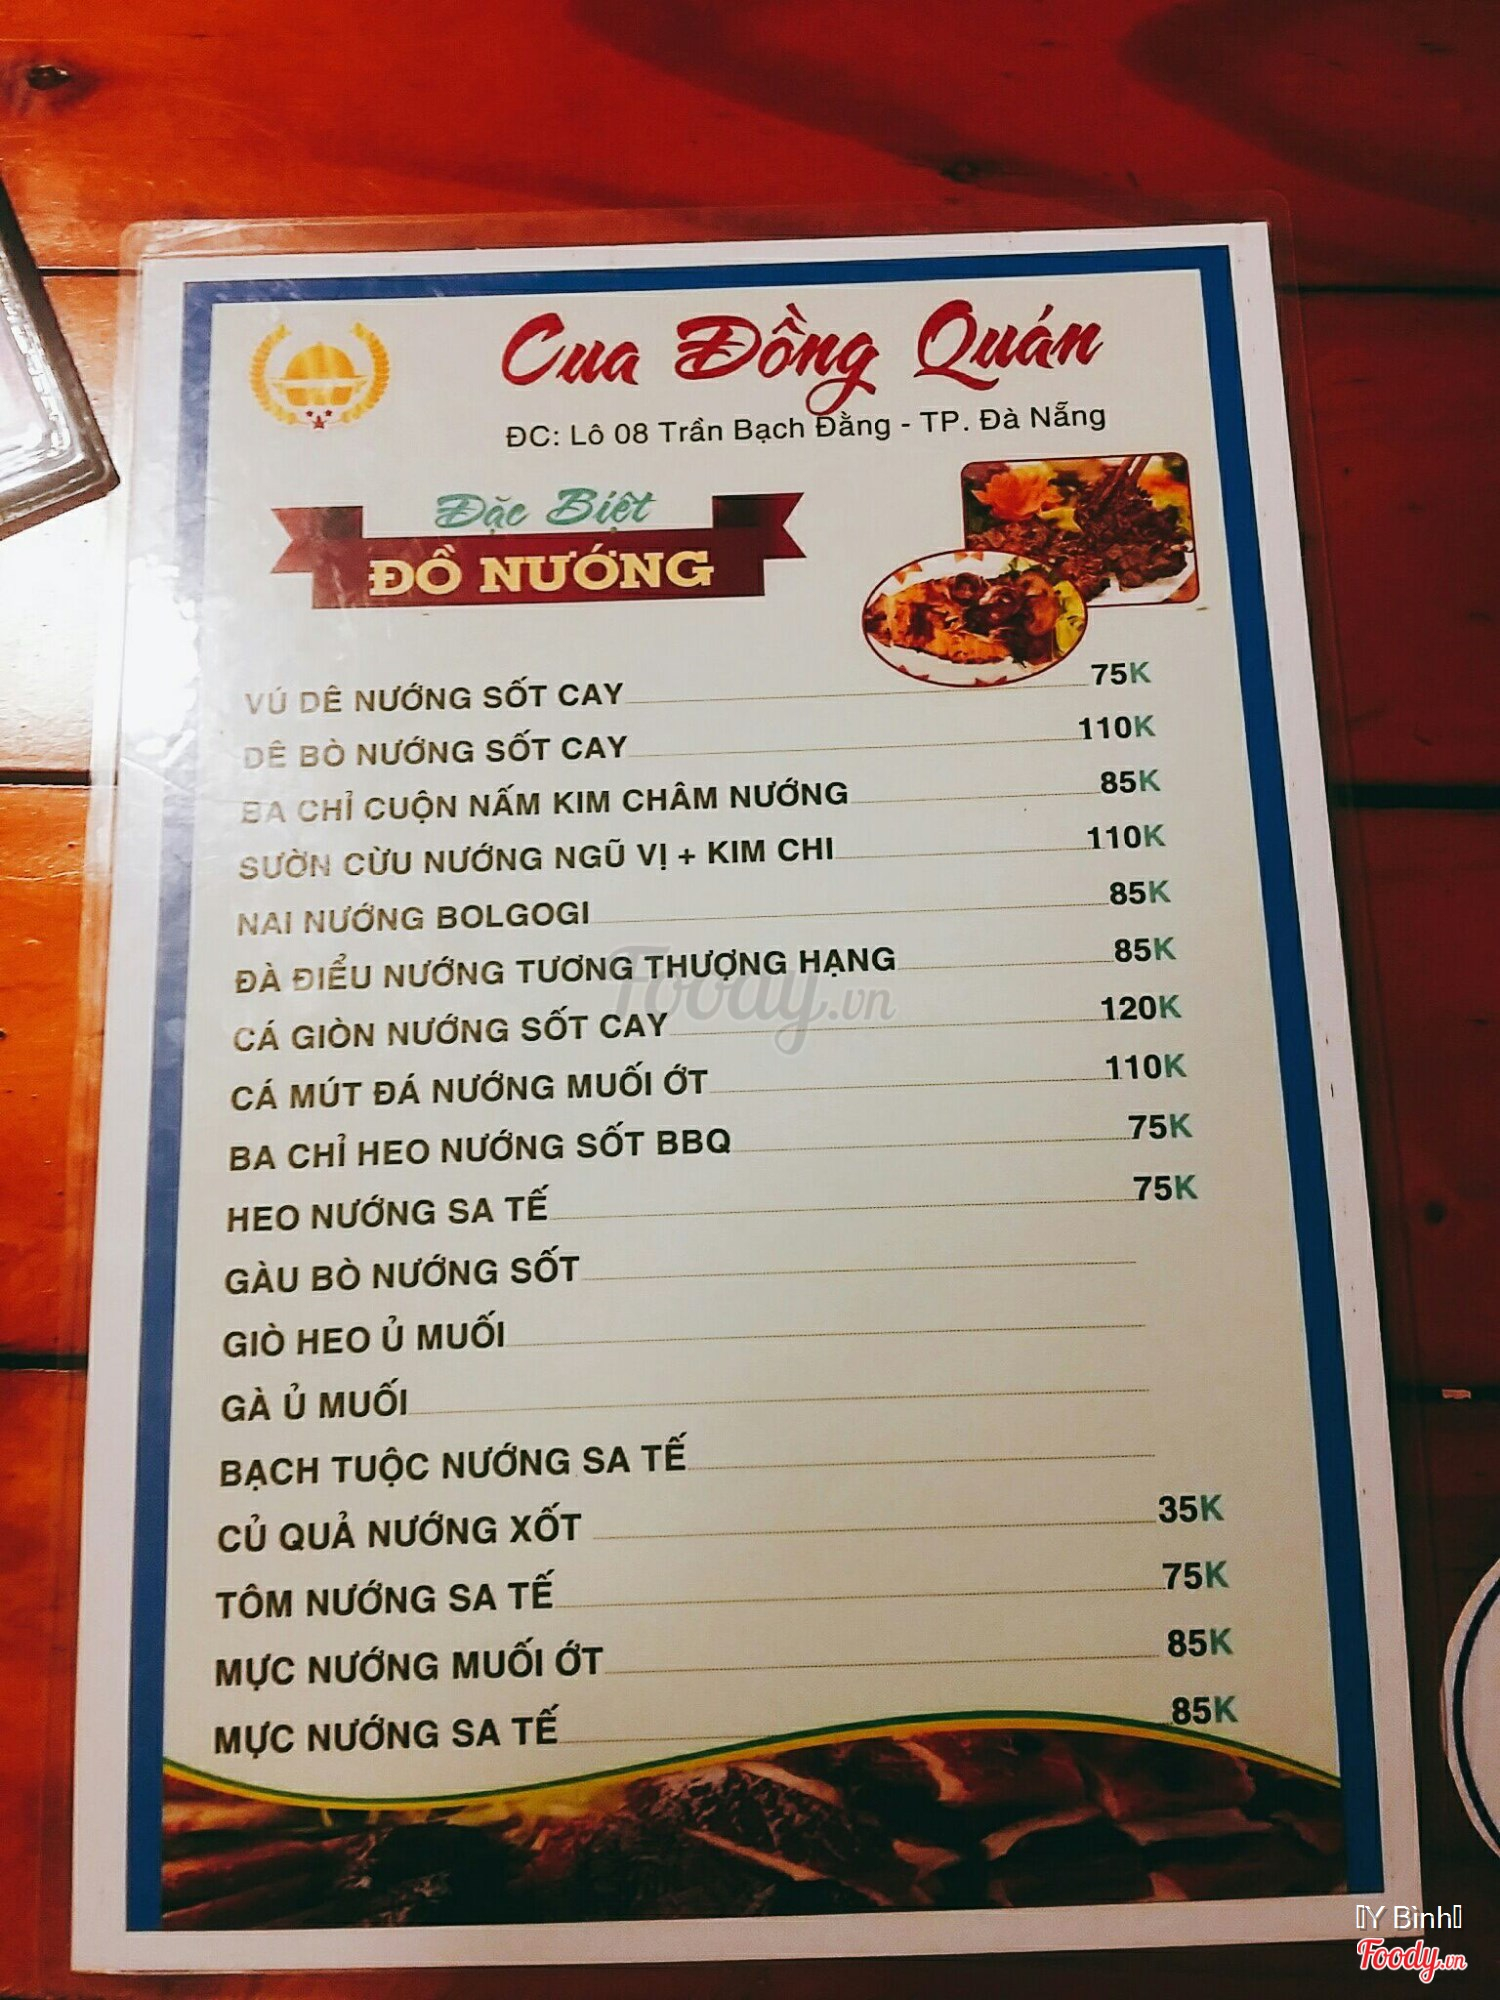 Cua Đồng Quán
ĐC: Lô 08 Trần Bạch Đằng - TP. Đà Nẵng
Đặc Biệt
ĐỒ NƯỚNG
VÚ DÊ NƯỚNG SỐT CAY 75K
DÊ BÒ NƯỚNG SỐT CAY 110K
BA CHỈ CUỘN NẤM KIM CHÂM NƯỚNG 85K
SƯỜN CỪU NƯỚNG NGŨ VỊ + KIM CHI 110K
NAI NƯỚNG BOLGOGI 85K
ĐÀ ĐIỂU NƯỚNG TƯƠNG THƯỢNG HẠNG 85K
Foody.vn
CÁ GIÒN NƯỚNG SỐT CAY 120K
CÁ MÚT ĐÁ NƯỚNG MUỐI ỚT 110K
BA CHỈ HEO NƯỚNG SỐT BBQ 75K
HEO NƯỚNG SA TẾ 75K
GÀU BÒ NƯỚNG SỐT
GIÒ HEO Ủ MUỐI
GÀ Ủ MUỐI
BẠCH TUỘC NƯỚNG SA TẾ
CỦ QUẢ NƯỚNG XỐT 35K
TÔM NƯỚNG SA TẾ 75K
MỰC NƯỚNG MUỐI ỚT 85K
MỰC NƯỚNG SA TẾ 85K
Y Bình
Foody.vn